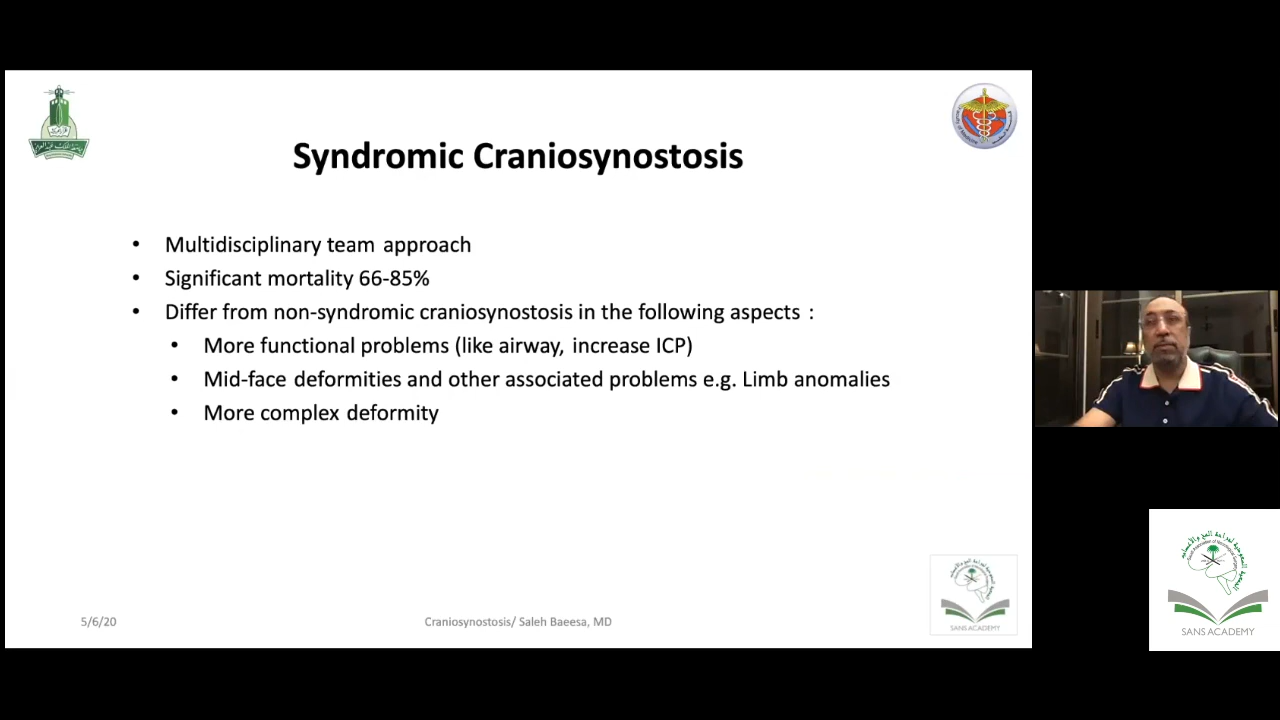 Syndromic Craniosynostosis
• Multidisciplinary team approach
• Significant mortality 66-85%
• Differ from non-syndromic craniosynostosis in the following aspects :
• More functional problems (like airway, increase ICP)
• Mid-face deformities and other associated problems e.g. Limb anomalies
• More complex deformity
5/6/20
Craniosynostosis/ Saleh Baeesa, MD
SANS ACADEMY
SANS ACADEMY